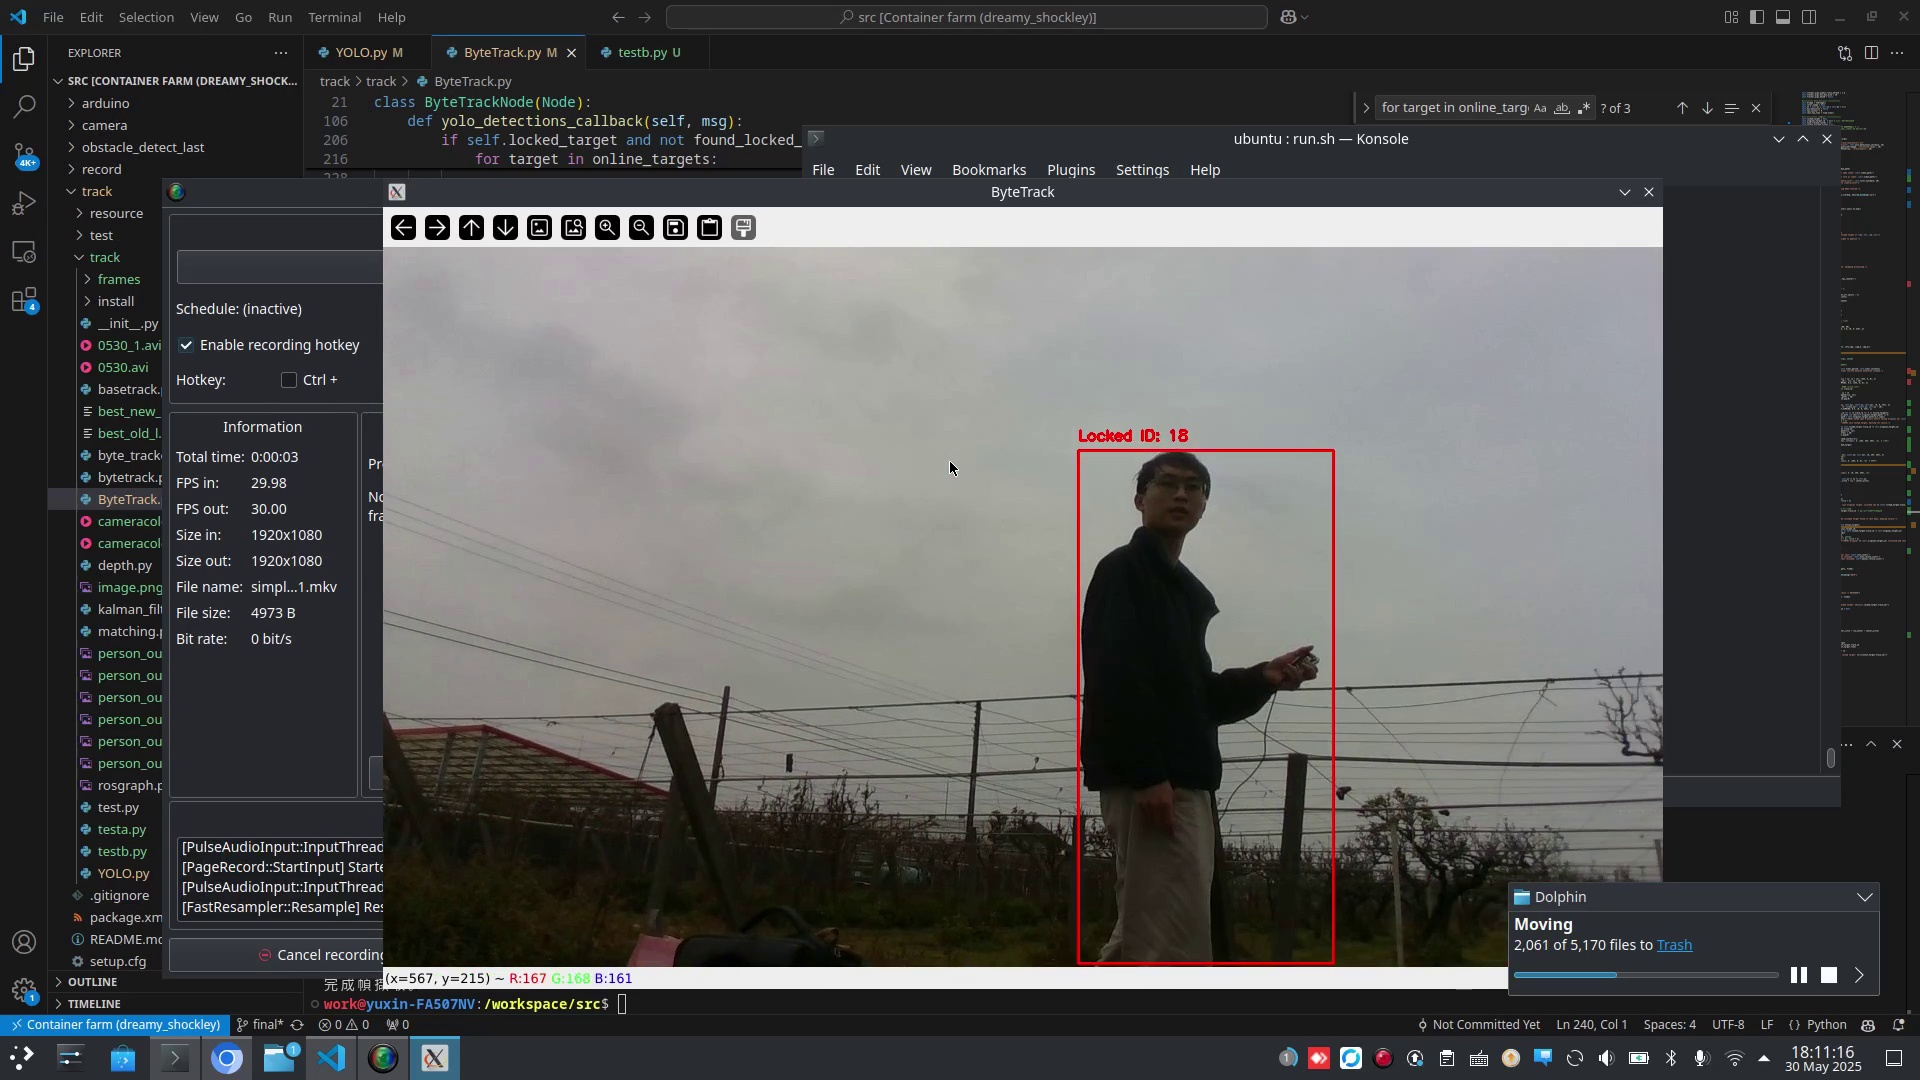 File Edit Selection View Go Run Terminal Help
src [Container farm (dreamy_shockley)]
EXPLORER
YOLO.py M
ByteTrack.py M
testb.py U
SRC [CONTAINER FARM (DREAMY_SHOCK...
track > track > ByteTrack.py
arduino
camera
obstacle_detect_last
record
track
resource
test
track
frames
install
__init__.py
0530_1.avi
0530.avi
basetrack.
best_new_
best_old_l.
byte_track
bytetrack.p
ByteTrack.
cameracol
cameracol
depth.py
image.png
kalman_filt
matching.p
person_ou
person_ou
person_ou
person_ou
person_ou
rosgraph.p
test.py
testa.py
testb.py
YOLO.py
.gitignore
package.xm
README.md
setup.cfg
OUTLINE
TIMELINE
4K+
4
1
21 class ByteTrackNode(Node):
106 def yolo_detections_callback(self, msg):
206 if self.locked_target and not found_locked_
216 for target in online_targets:
228
for target in online_targ
Aa ab .* ? of 3
ubuntu : run.sh — Konsole
File Edit View Bookmarks Plugins Settings Help
ByteTrack
Schedule: (inactive)
Enable recording hotkey
Hotkey: Ctrl +
Information
Total time: 0:00:03
FPS in: 29.98
FPS out: 30.00
Size in: 1920x1080
Size out: 1920x1080
File name: simpl...1.mkv
File size: 4973 B
Bit rate: 0 bit/s
Pr
No
fra
[PulseAudioInput::InputThread
[PageRecord::StartInput] Starte
[PulseAudioInput::InputThread
[FastResampler::Resample] Res
Cancel recording
Locked ID: 18
(x=567, y=215) ~ R:167 G:168 B:161
完成幀擷
work@yuxin-FA507NV:/workspace/src$
Dolphin
Moving
2,061 of 5,170 files to Trash
Container farm (dreamy_shockley) final* 0 0 0
Not Committed Yet Ln 240, Col 1 Spaces: 4 UTF-8 LF {} Python
1
1
18:11:16
30 May 2025